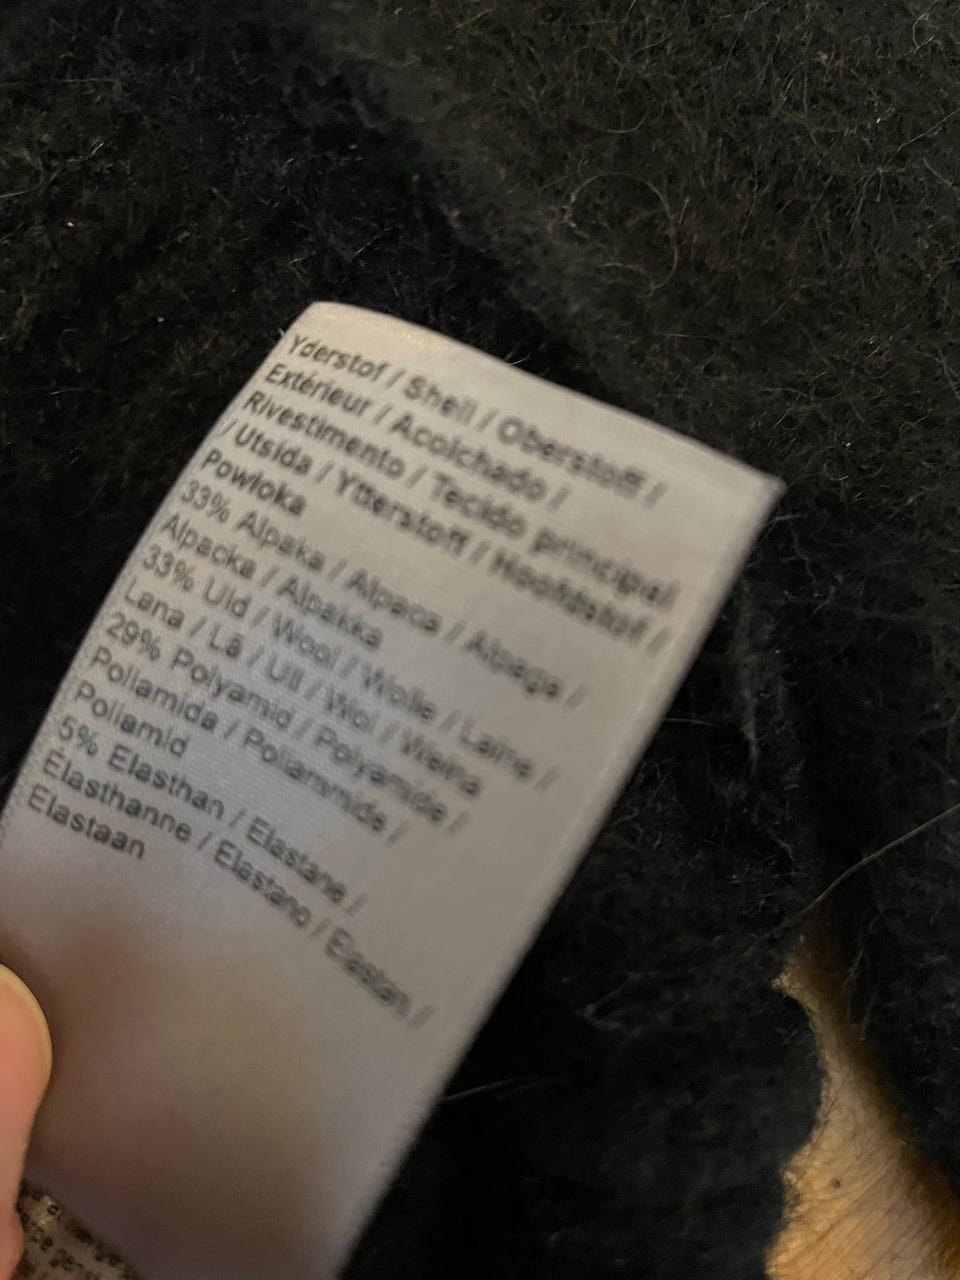 Yderstof / Shell / Oberstoff /
Extérieur / Acolchado /
Rivestimento / Tecido principal
/ Utsida / Ytterstoff / Hoofdstof /
Powłoka
33% Alpaka / Alpaca / Alpaga /
Alpacka / Alpakka
33% Uld / Wool / Wolle / Laine /
Lana / Lã / Ull / Wol / Wełna
29% Polyamid / Polyamide /
Poliamida / Poliammide /
Poliamid
5% Elasthan / Elastane /
Élasthanne / Elastano / Elastan /
Elastaan